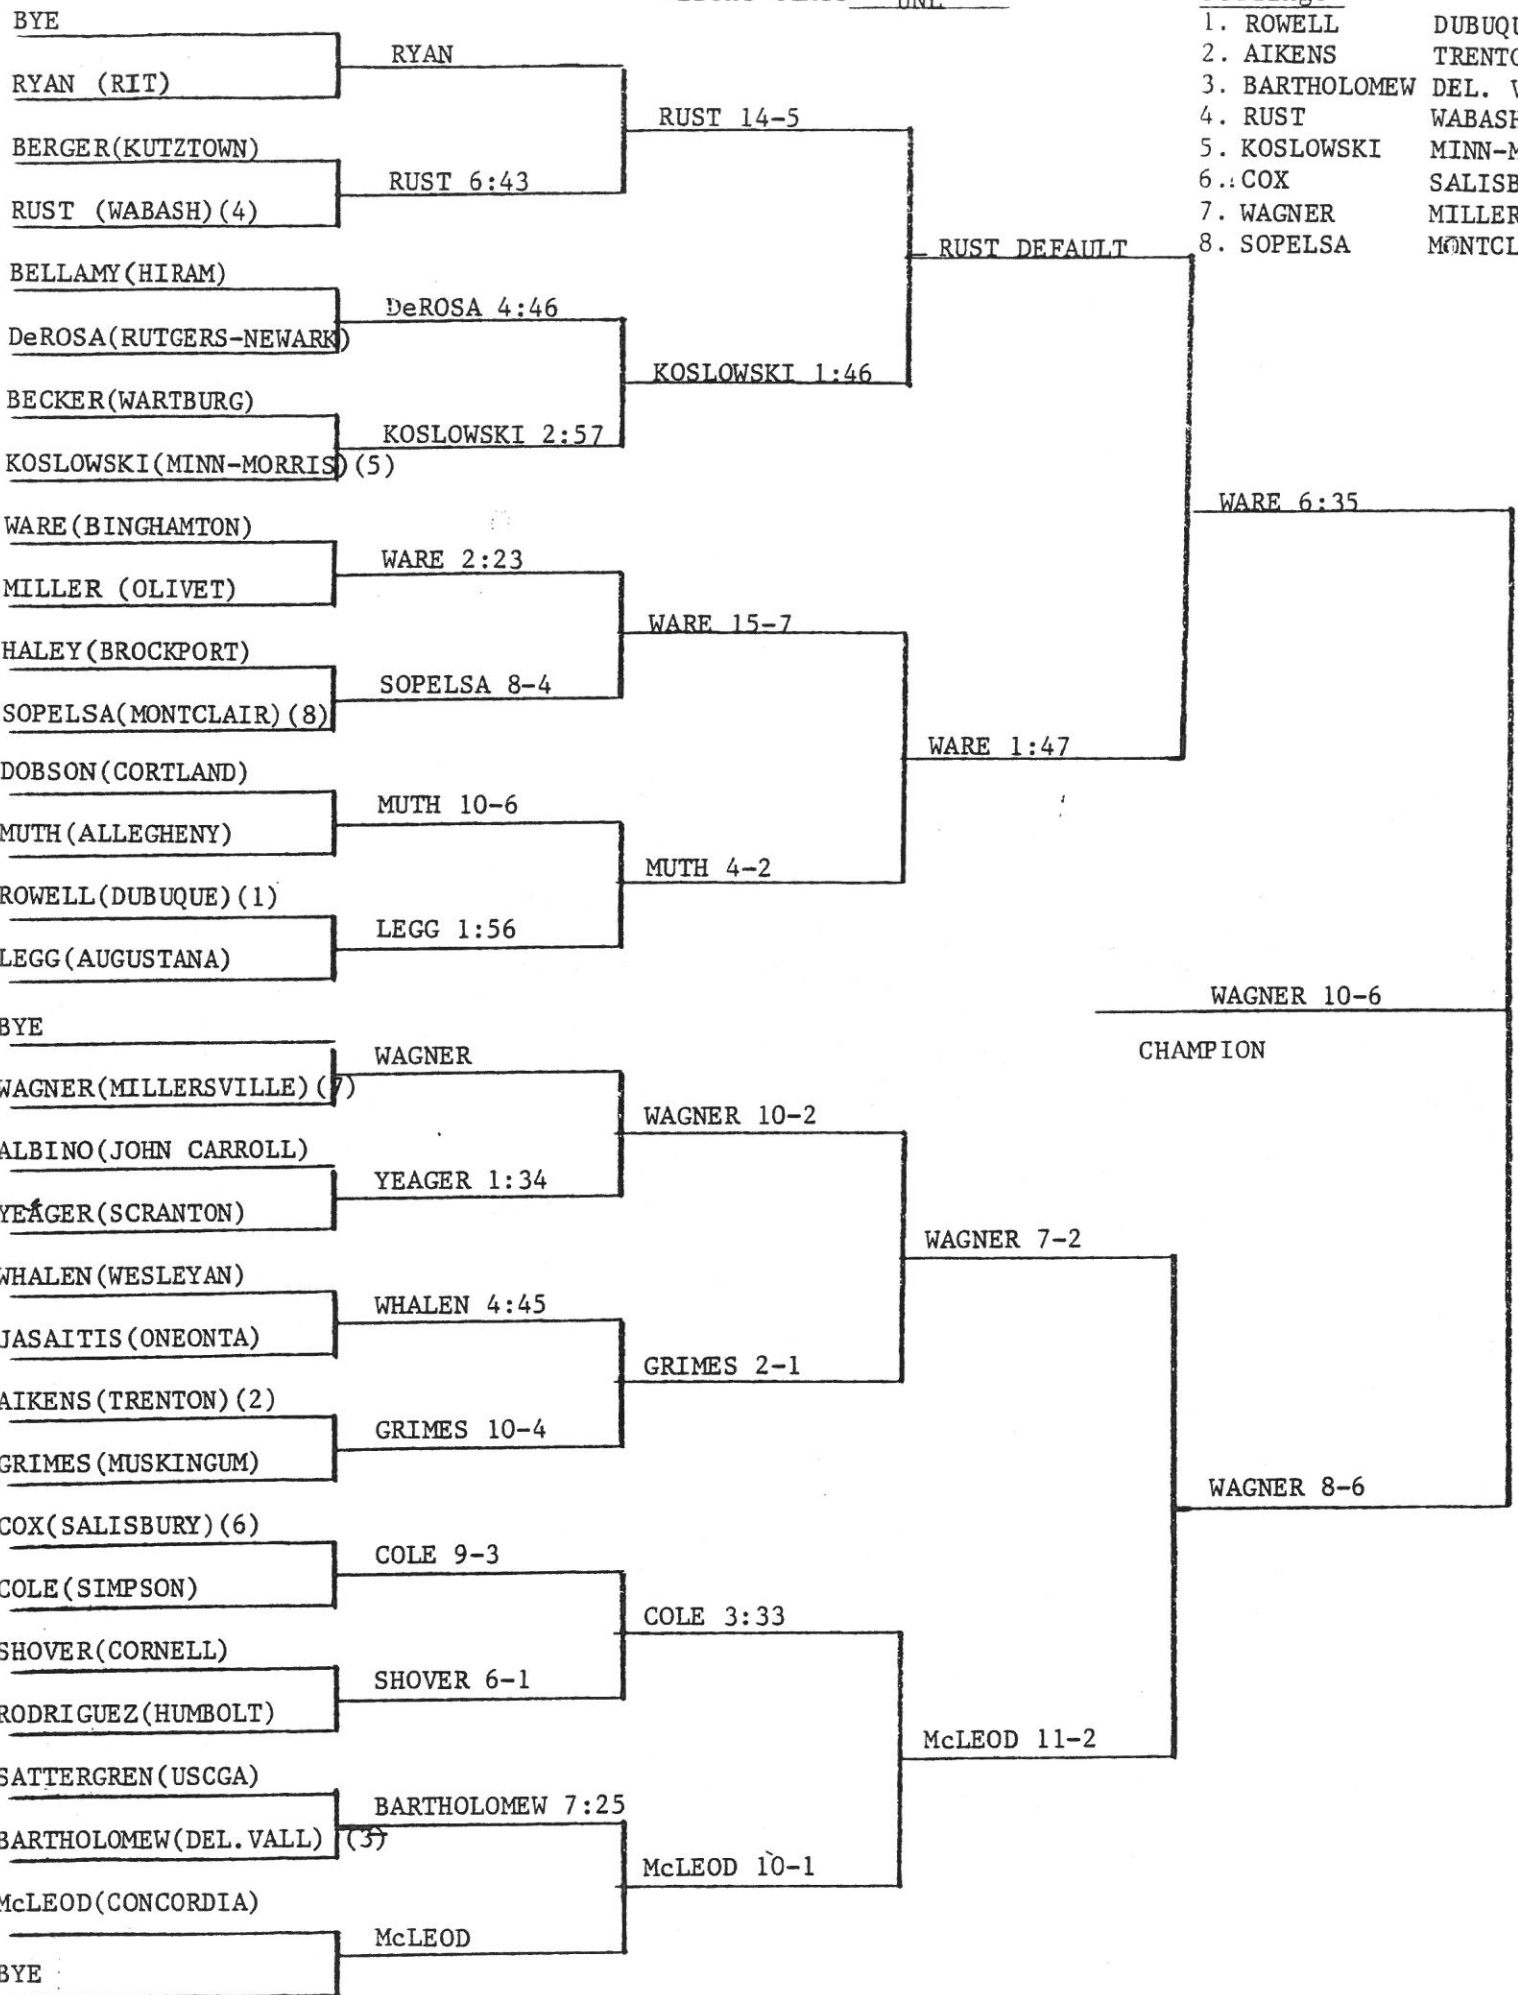 UNL
1. ROWELL DUBUQU
2. AIKENS TRENTO
3. BARTHOLOMEW DEL. V
4. RUST WABASH
5. KOSLOWSKI MINN-M
6. COX SALISB
7. WAGNER MILLER
8. SOPELSA MONTCL
BYE
RYAN
RYAN (RIT)
RUST 14-5
BERGER(KUTZTOWN)
RUST 6:43
RUST (WABASH)(4)
RUST DEFAULT
BELLAMY(HIRAM)
DeROSA 4:46
DeROSA(RUTGERS-NEWARK)
KOSLOWSKI 1:46
BECKER(WARTBURG)
KOSLOWSKI 2:57
KOSLOWSKI(MINN-MORRIS)(5)
WARE 6:35
WARE(BINGHAMTON)
WARE 2:23
MILLER (OLIVET)
WARE 15-7
HALEY(BROCKPORT)
SOPELSA 8-4
SOPELSA(MONTCLAIR)(8)
WARE 1:47
DOBSON(CORTLAND)
MUTH 10-6
MUTH(ALLEGHENY)
MUTH 4-2
ROWELL(DUBUQUE)(1)
LEGG 1:56
LEGG(AUGUSTANA)
WAGNER 10-6
CHAMPION
BYE
WAGNER
WAGNER(MILLERSVILLE)(7)
WAGNER 10-2
ALBINO(JOHN CARROLL)
YEAGER 1:34
YEAGER(SCRANTON)
WAGNER 7-2
WHALEN(WESLEYAN)
WHALEN 4:45
JASAITIS(ONEONTA)
GRIMES 2-1
AIKENS(TRENTON)(2)
GRIMES 10-4
GRIMES(MUSKINGUM)
WAGNER 8-6
COX(SALISBURY)(6)
COLE 9-3
COLE(SIMPSON)
COLE 3:33
SHOVER(CORNELL)
SHOVER 6-1
RODRIGUEZ(HUMBOLT)
McLEOD 11-2
SATTERGREN(USCGA)
BARTHOLOMEW 7:25
BARTHOLOMEW(DEL.VALL) (3)
McLEOD 10-1
McLEOD(CONCORDIA)
McLEOD
BYE